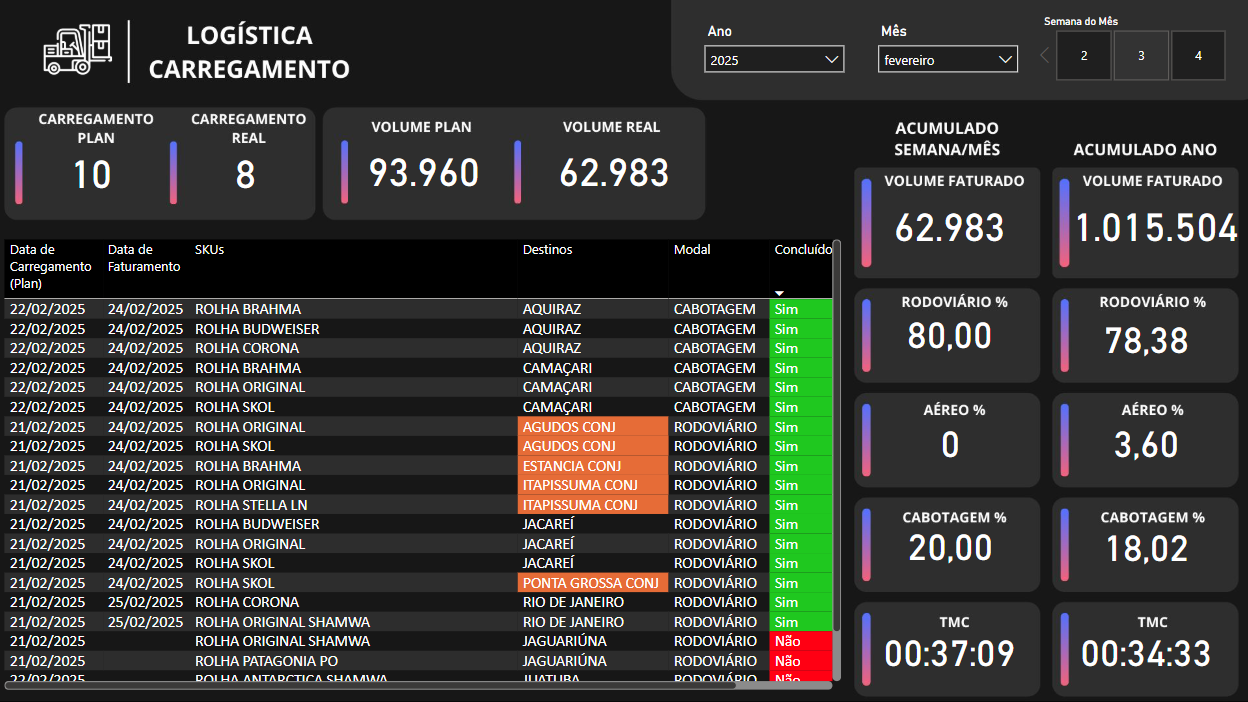 LOGÍSTICA
CARREGAMENTO
Ano
2025
Mês
fevereiro
Semana do Mês
2 3 4
CARREGAMENTO
PLAN
10
CARREGAMENTO
REAL
8
VOLUME PLAN
93.960
VOLUME REAL
62.983
Data de
Carregamento
(Plan)
Data de
Faturamento
SKUs
Destinos
Modal
Concluído
22/02/2025 24/02/2025 ROLHA BRAHMA AQUIRAZ CABOTAGEM Sim
22/02/2025 24/02/2025 ROLHA BUDWEISER AQUIRAZ CABOTAGEM Sim
22/02/2025 24/02/2025 ROLHA CORONA AQUIRAZ CABOTAGEM Sim
22/02/2025 24/02/2025 ROLHA BRAHMA CAMAÇARI CABOTAGEM Sim
22/02/2025 24/02/2025 ROLHA ORIGINAL CAMAÇARI CABOTAGEM Sim
22/02/2025 24/02/2025 ROLHA SKOL CAMAÇARI CABOTAGEM Sim
21/02/2025 24/02/2025 ROLHA ORIGINAL AGUDOS CONJ RODOVIÁRIO Sim
21/02/2025 24/02/2025 ROLHA SKOL AGUDOS CONJ RODOVIÁRIO Sim
21/02/2025 24/02/2025 ROLHA BRAHMA ESTANCIA CONJ RODOVIÁRIO Sim
21/02/2025 24/02/2025 ROLHA ORIGINAL ITAPISSUMA CONJ RODOVIÁRIO Sim
21/02/2025 24/02/2025 ROLHA STELLA LN ITAPISSUMA CONJ RODOVIÁRIO Sim
21/02/2025 24/02/2025 ROLHA BUDWEISER JACAREÍ RODOVIÁRIO Sim
21/02/2025 24/02/2025 ROLHA ORIGINAL JACAREÍ RODOVIÁRIO Sim
21/02/2025 24/02/2025 ROLHA SKOL JACAREÍ RODOVIÁRIO Sim
21/02/2025 24/02/2025 ROLHA SKOL PONTA GROSSA CONJ RODOVIÁRIO Sim
21/02/2025 25/02/2025 ROLHA CORONA RIO DE JANEIRO RODOVIÁRIO Sim
21/02/2025 25/02/2025 ROLHA ORIGINAL SHAMWA RIO DE JANEIRO RODOVIÁRIO Sim
21/02/2025 ROLHA ORIGINAL SHAMWA JAGUARIÚNA RODOVIÁRIO Não
21/02/2025 ROLHA PATAGONIA PO JAGUARIÚNA RODOVIÁRIO Não
22/02/2025 ROLHA ANTARCTICA SHAMWA JUATUBA RODOVIÁRIO Não
ACUMULADO
SEMANA/MÊS
VOLUME FATURADO
62.983
RODOVIÁRIO %
80,00
AÉREO %
0
CABOTAGEM %
20,00
TMC
00:37:09
ACUMULADO ANO
VOLUME FATURADO
1.015.504
RODOVIÁRIO %
78,38
AÉREO %
3,60
CABOTAGEM %
18,02
TMC
00:34:33